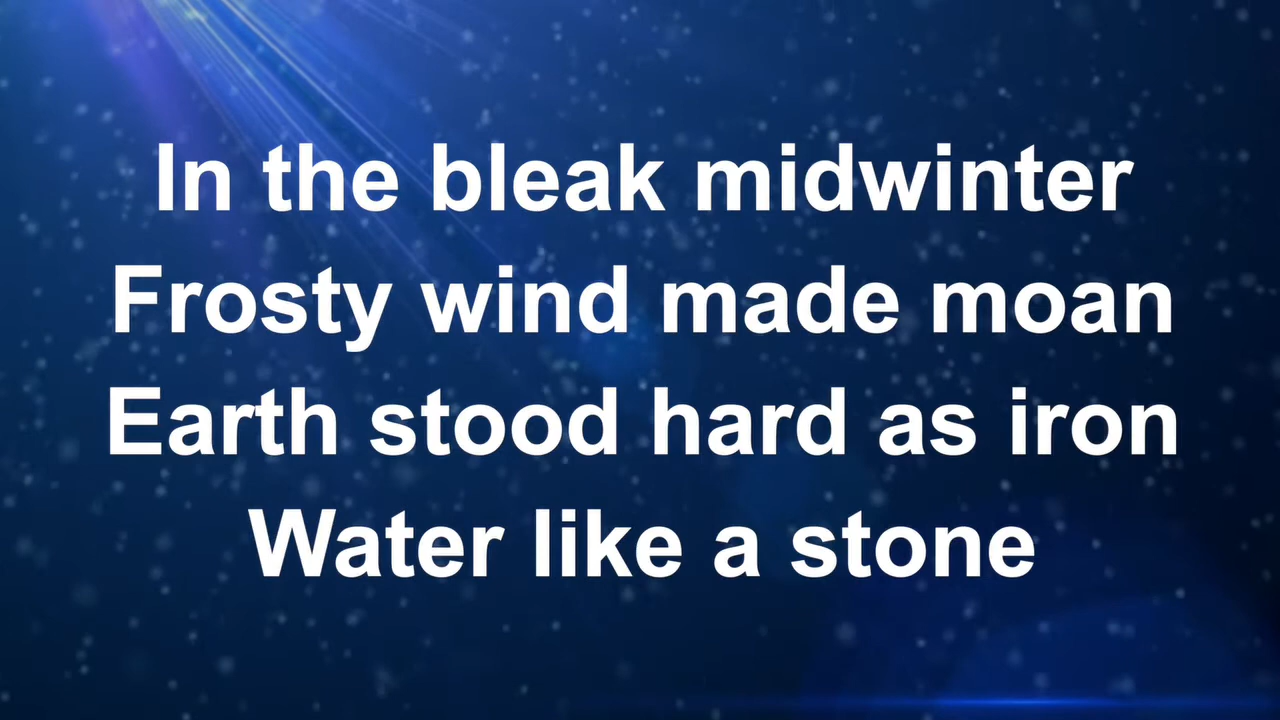 In the bleak midwinter
Frosty wind made moan
Earth stood hard as iron
Water like a stone